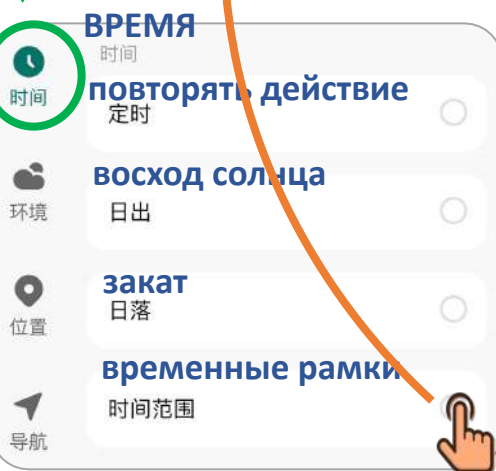 ВРЕМЯ
时间
时间
повторять действие
定时
восход солнца
环境
日出
закат
位置
日落
временные рамки
时间范围
导航